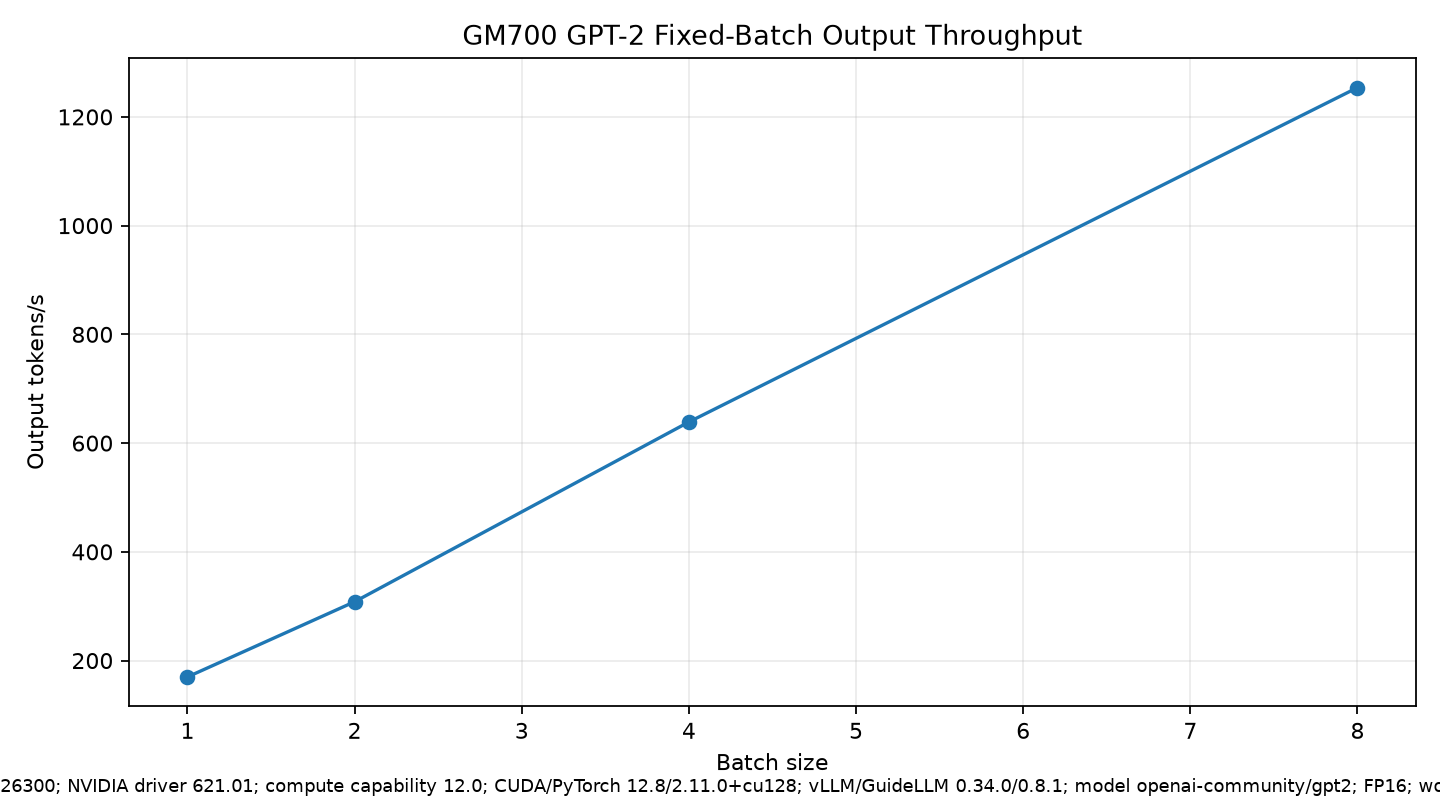 GM700 GPT-2 Fixed-Batch Output Throughput
1200
1000
800
600
400
200
Output tokens/s
1 2 3 4 5 6 7 8
Batch size
26300; NVIDIA driver 621.01; compute capability 12.0; CUDA/PyTorch 12.8/2.11.0+cu128; vLLM/GuideLLM 0.34.0/0.8.1; model openai-community/gpt2; FP16;